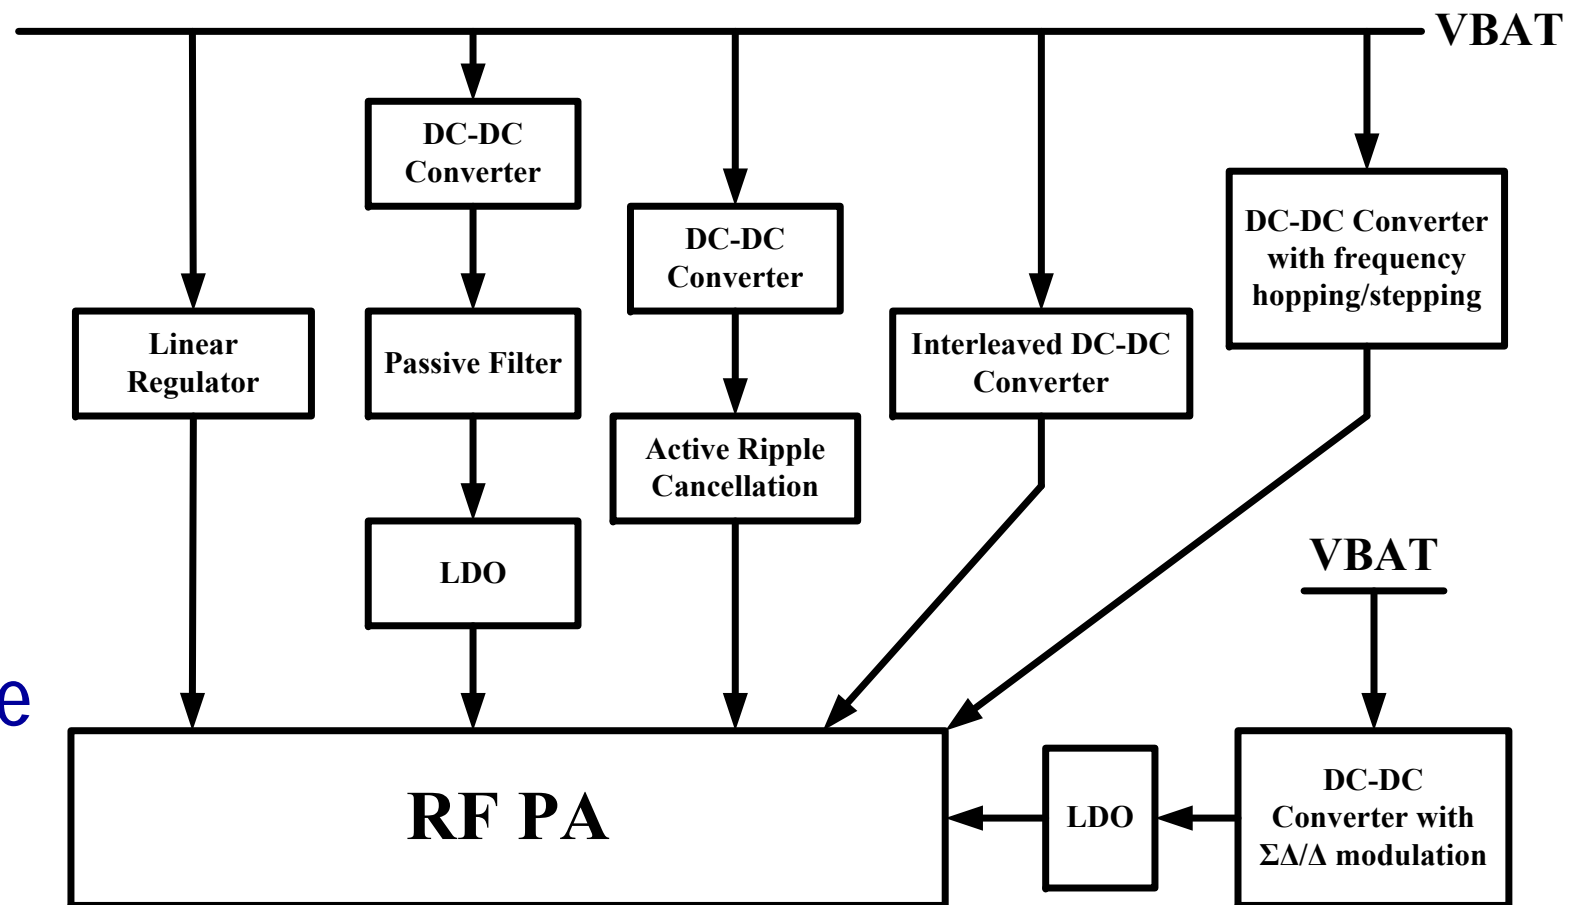 VBAT
DC-DC
Converter
DC-DC
Converter
DC-DC Converter
with frequency
hopping/stepping
Linear
Regulator
Passive Filter
Interleaved DC-DC
Converter
Active Ripple
Cancellation
LDO
VBAT
e
RF PA
LDO
DC-DC
Converter with
ΣΔ/Δ modulation